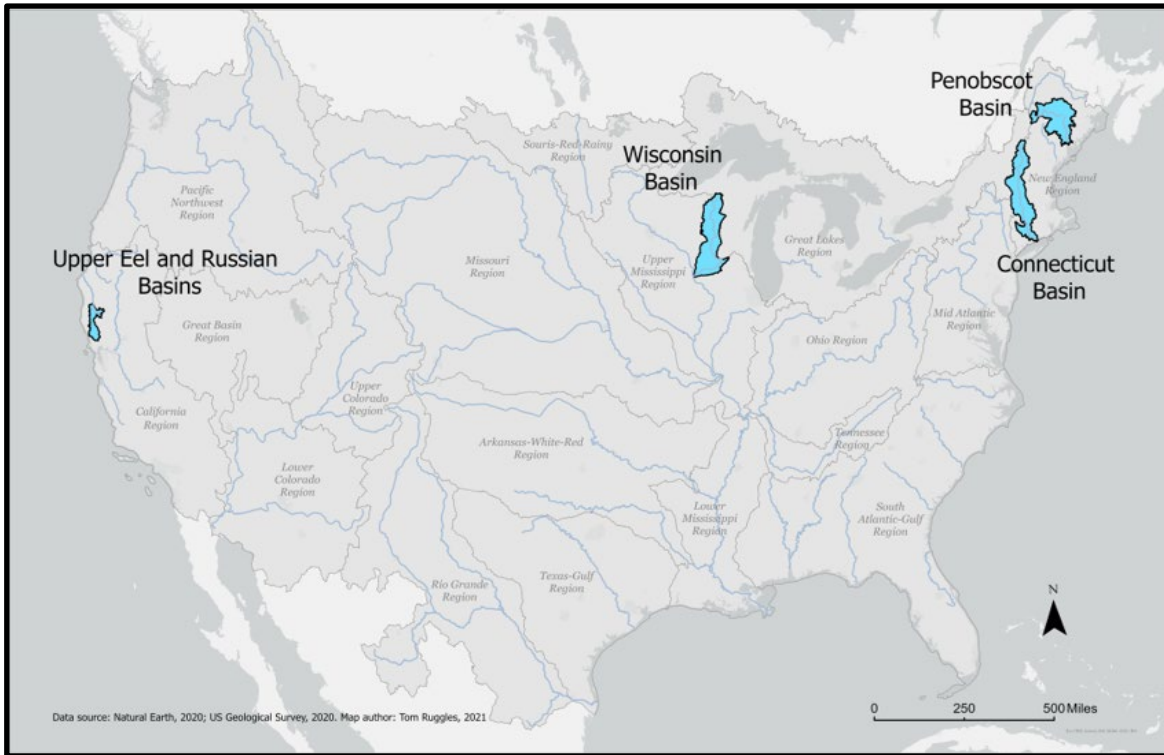 Penobscot
Basin
Wisconsin
Basin
Souris-Red-Rainy
Region
Pacific
Northwest
Region
New England
Region
Upper Eel and Russian
Basins
Missouri
Region
Upper
Mississippi
Region
Great Lakes
Region
Connecticut
Basin
Great Basin
Region
Mid Atlantic
Region
Ohio Region
Upper
Colorado
Region
California
Region
Arkansas-White-Red
Region
Tennessee
Region
Lower
Colorado
Region
Lower
Mississippi
Region
South
Atlantic-Gulf
Region
Rio Grande
Region
Texas-Gulf
Region
N
Data source: Natural Earth, 2020; US Geological Survey, 2020. Map author: Tom Ruggles, 2021
0 250 500 Miles